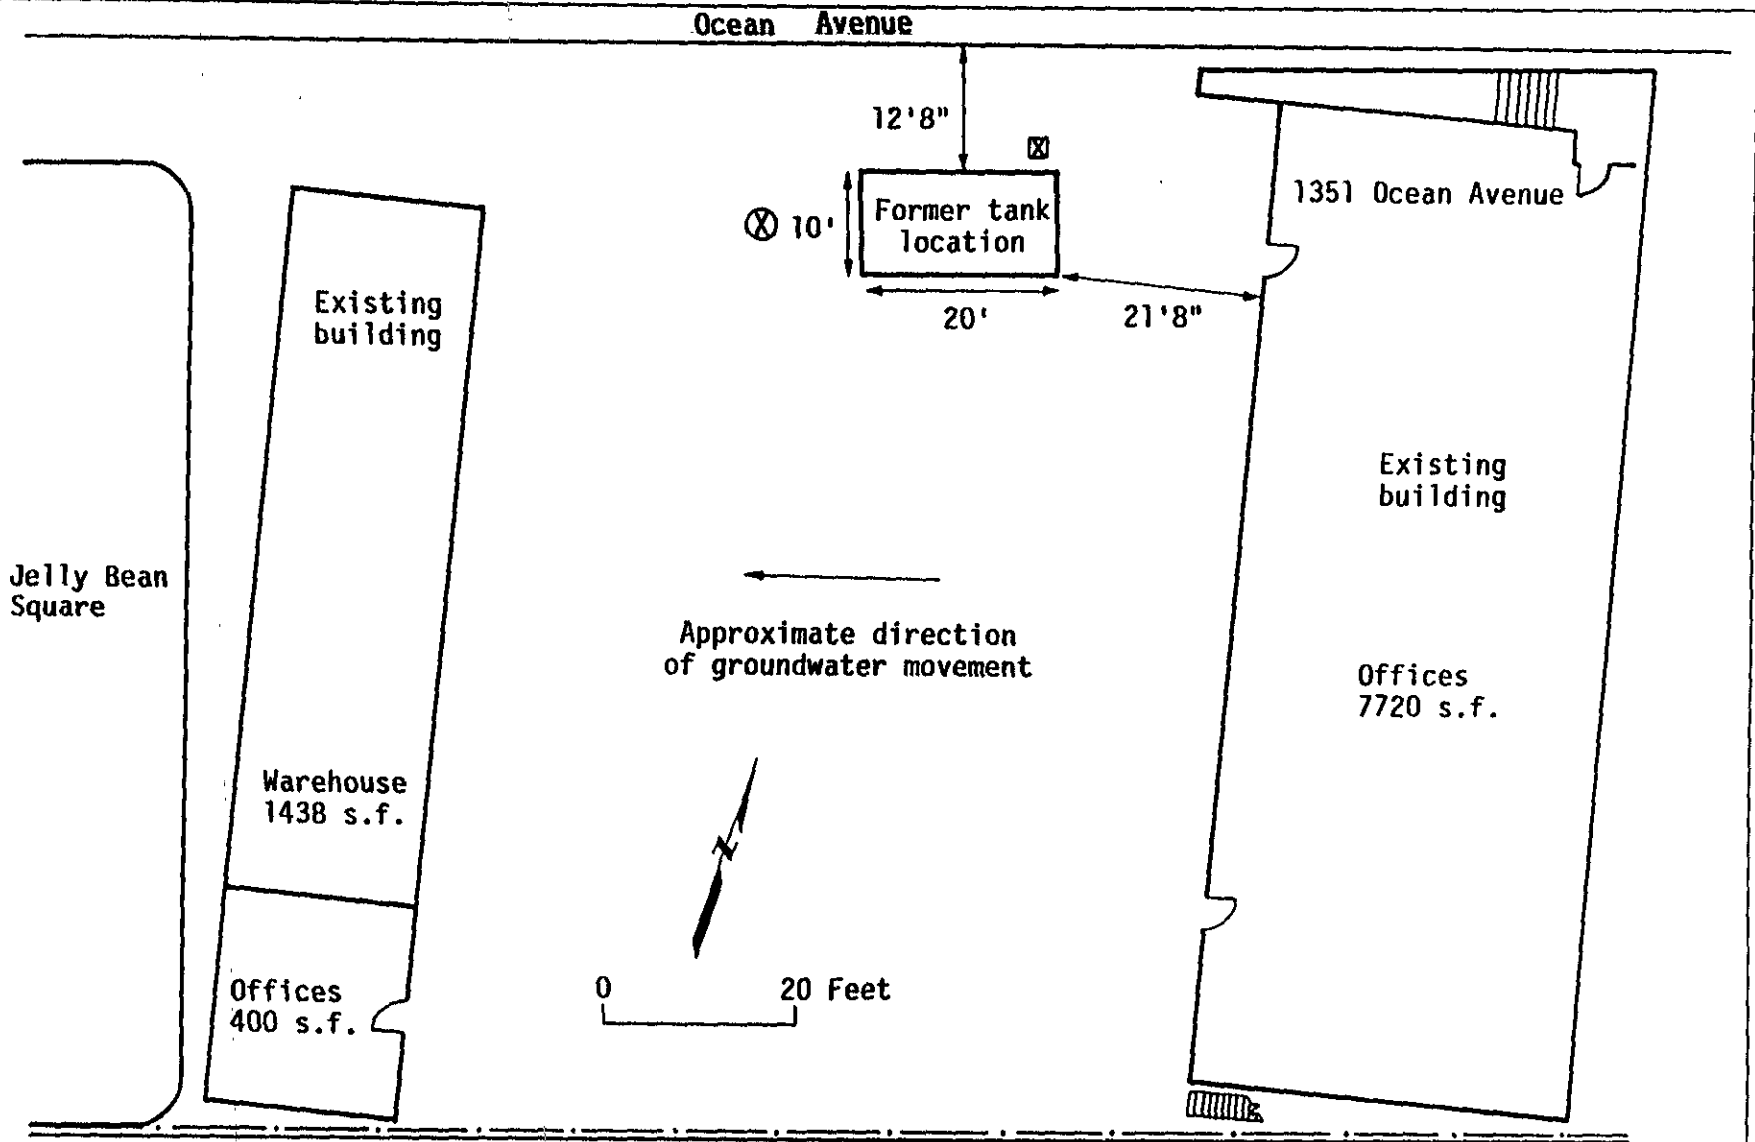 Ocean Avenue
12'8"
X
1351 Ocean Avenue
X 10'
Former tank
location
20'
21'8"
Existing
building
Existing
building
Jelly Bean
Square
Approximate direction
of groundwater movement
Offices
7720 s.f.
Warehouse
1438 s.f.
N
Offices
400 s.f.
0 20 Feet